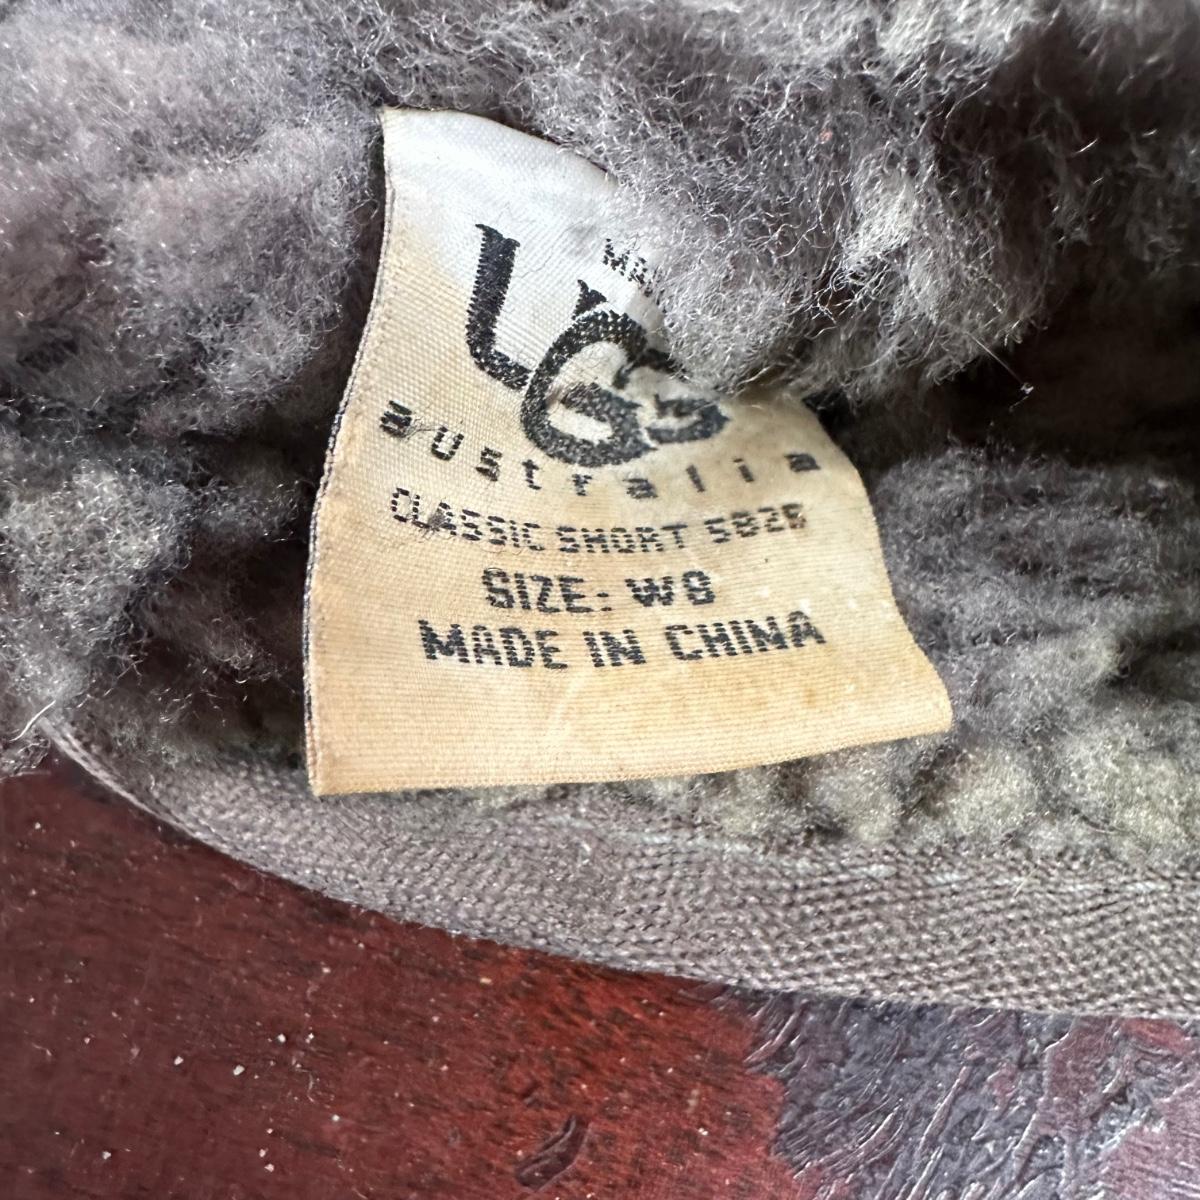 UGG
australia
CLASSIC SHORT 5825
SIZE: W8
MADE IN CHINA